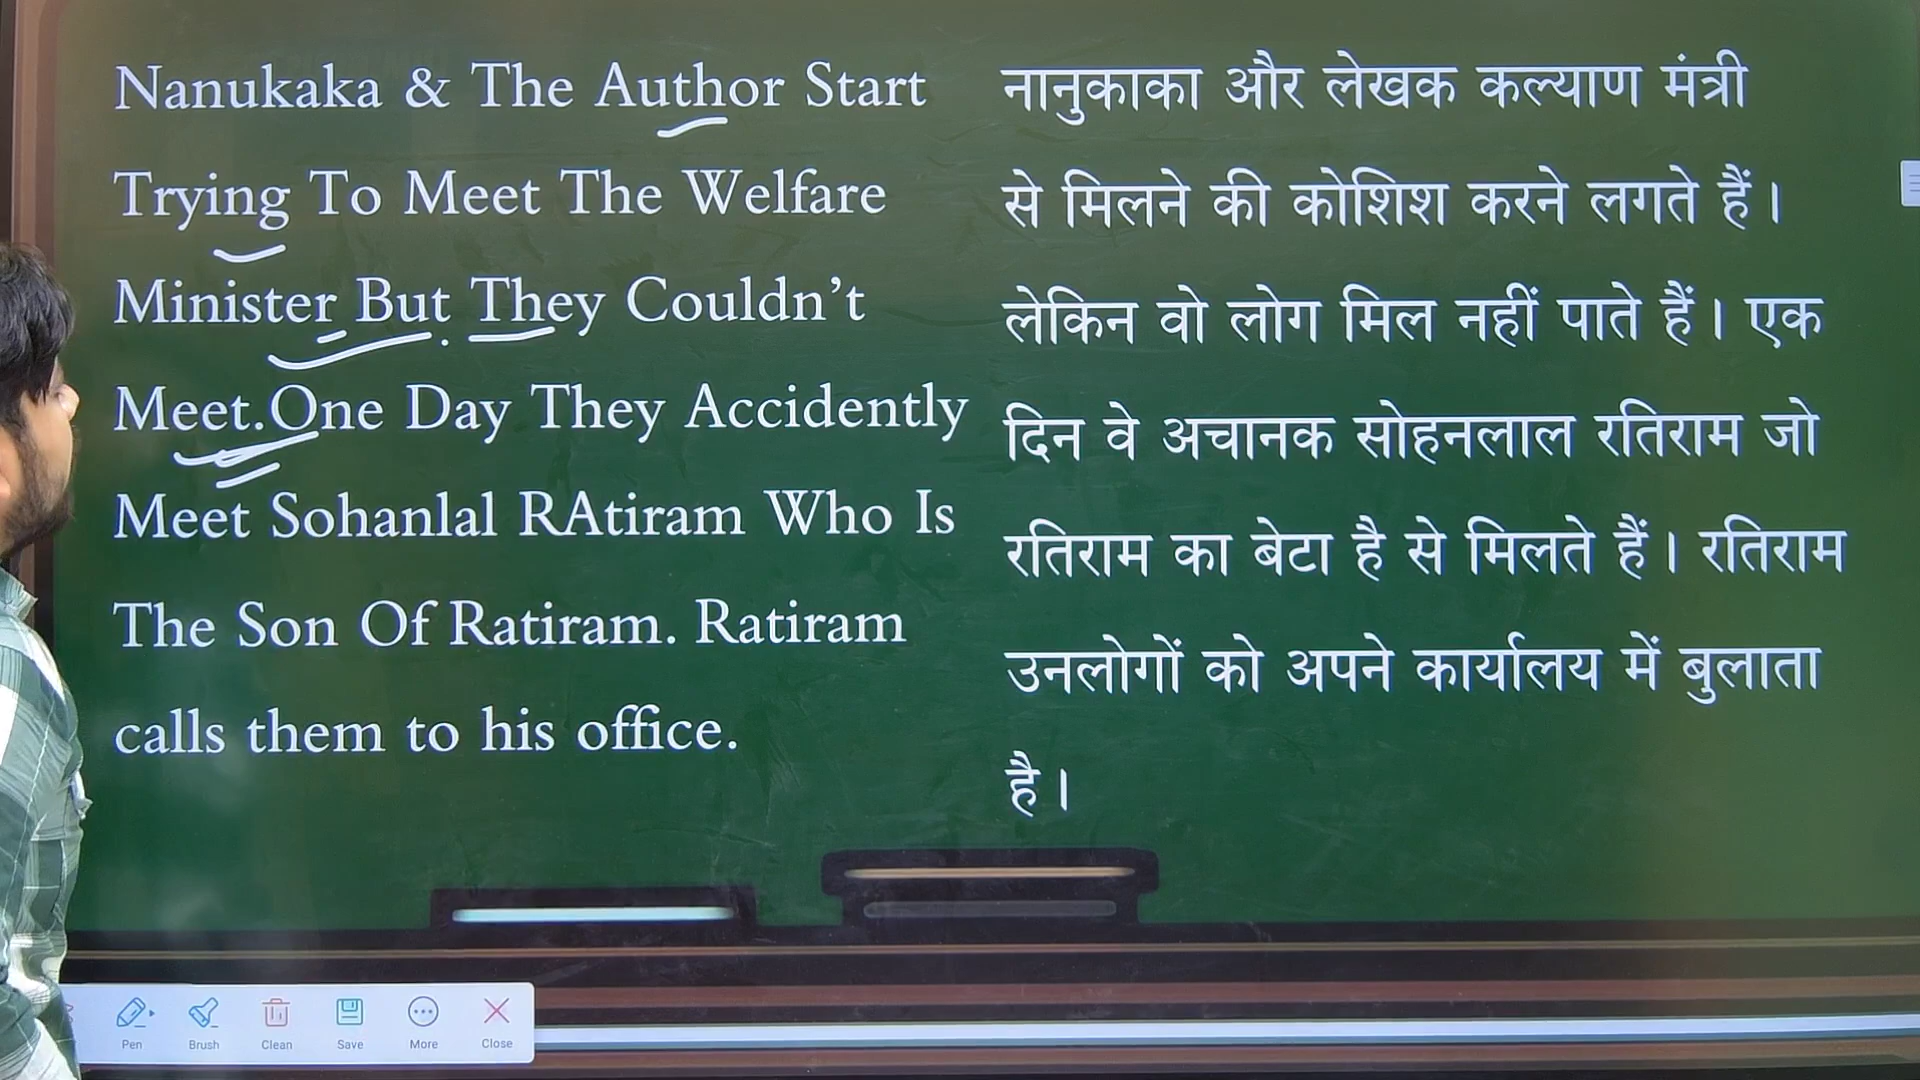 Nanukaka & The Author Start
Trying To Meet The Welfare
Minister But They Couldn't
Meet.One Day They Accidently
Meet Sohanlal RAtiram Who Is
The Son Of Ratiram. Ratiram
calls them to his office.
नानुकाका और लेखक कल्याण मंत्री
से मिलने की कोशिश करने लगते हैं।
लेकिन वो लोग मिल नहीं पाते हैं। एक
दिन वे अचानक सोहनलाल रतिराम जो
रतिराम का बेटा है से मिलते हैं। रतिराम
उनलोगों को अपने कार्यालय में बुलाता
है।
Pen Brush Clean Save More Close